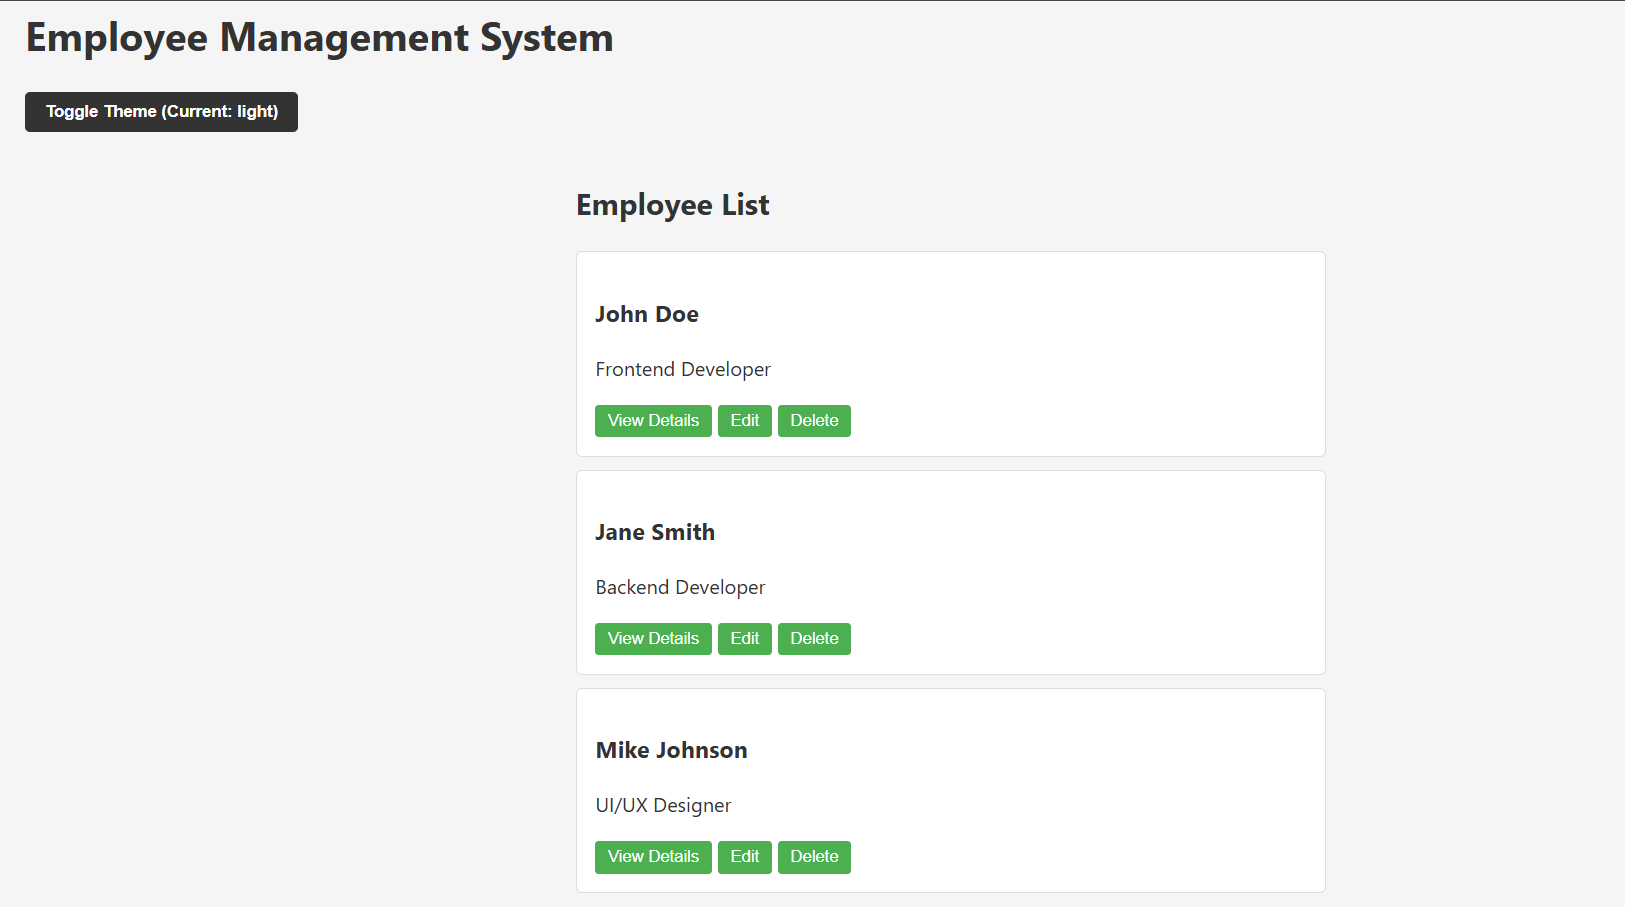 Employee Management System
Toggle Theme (Current: light)
Employee List
John Doe
Frontend Developer
View Details Edit Delete
Jane Smith
Backend Developer
View Details Edit Delete
Mike Johnson
UI/UX Designer
View Details Edit Delete